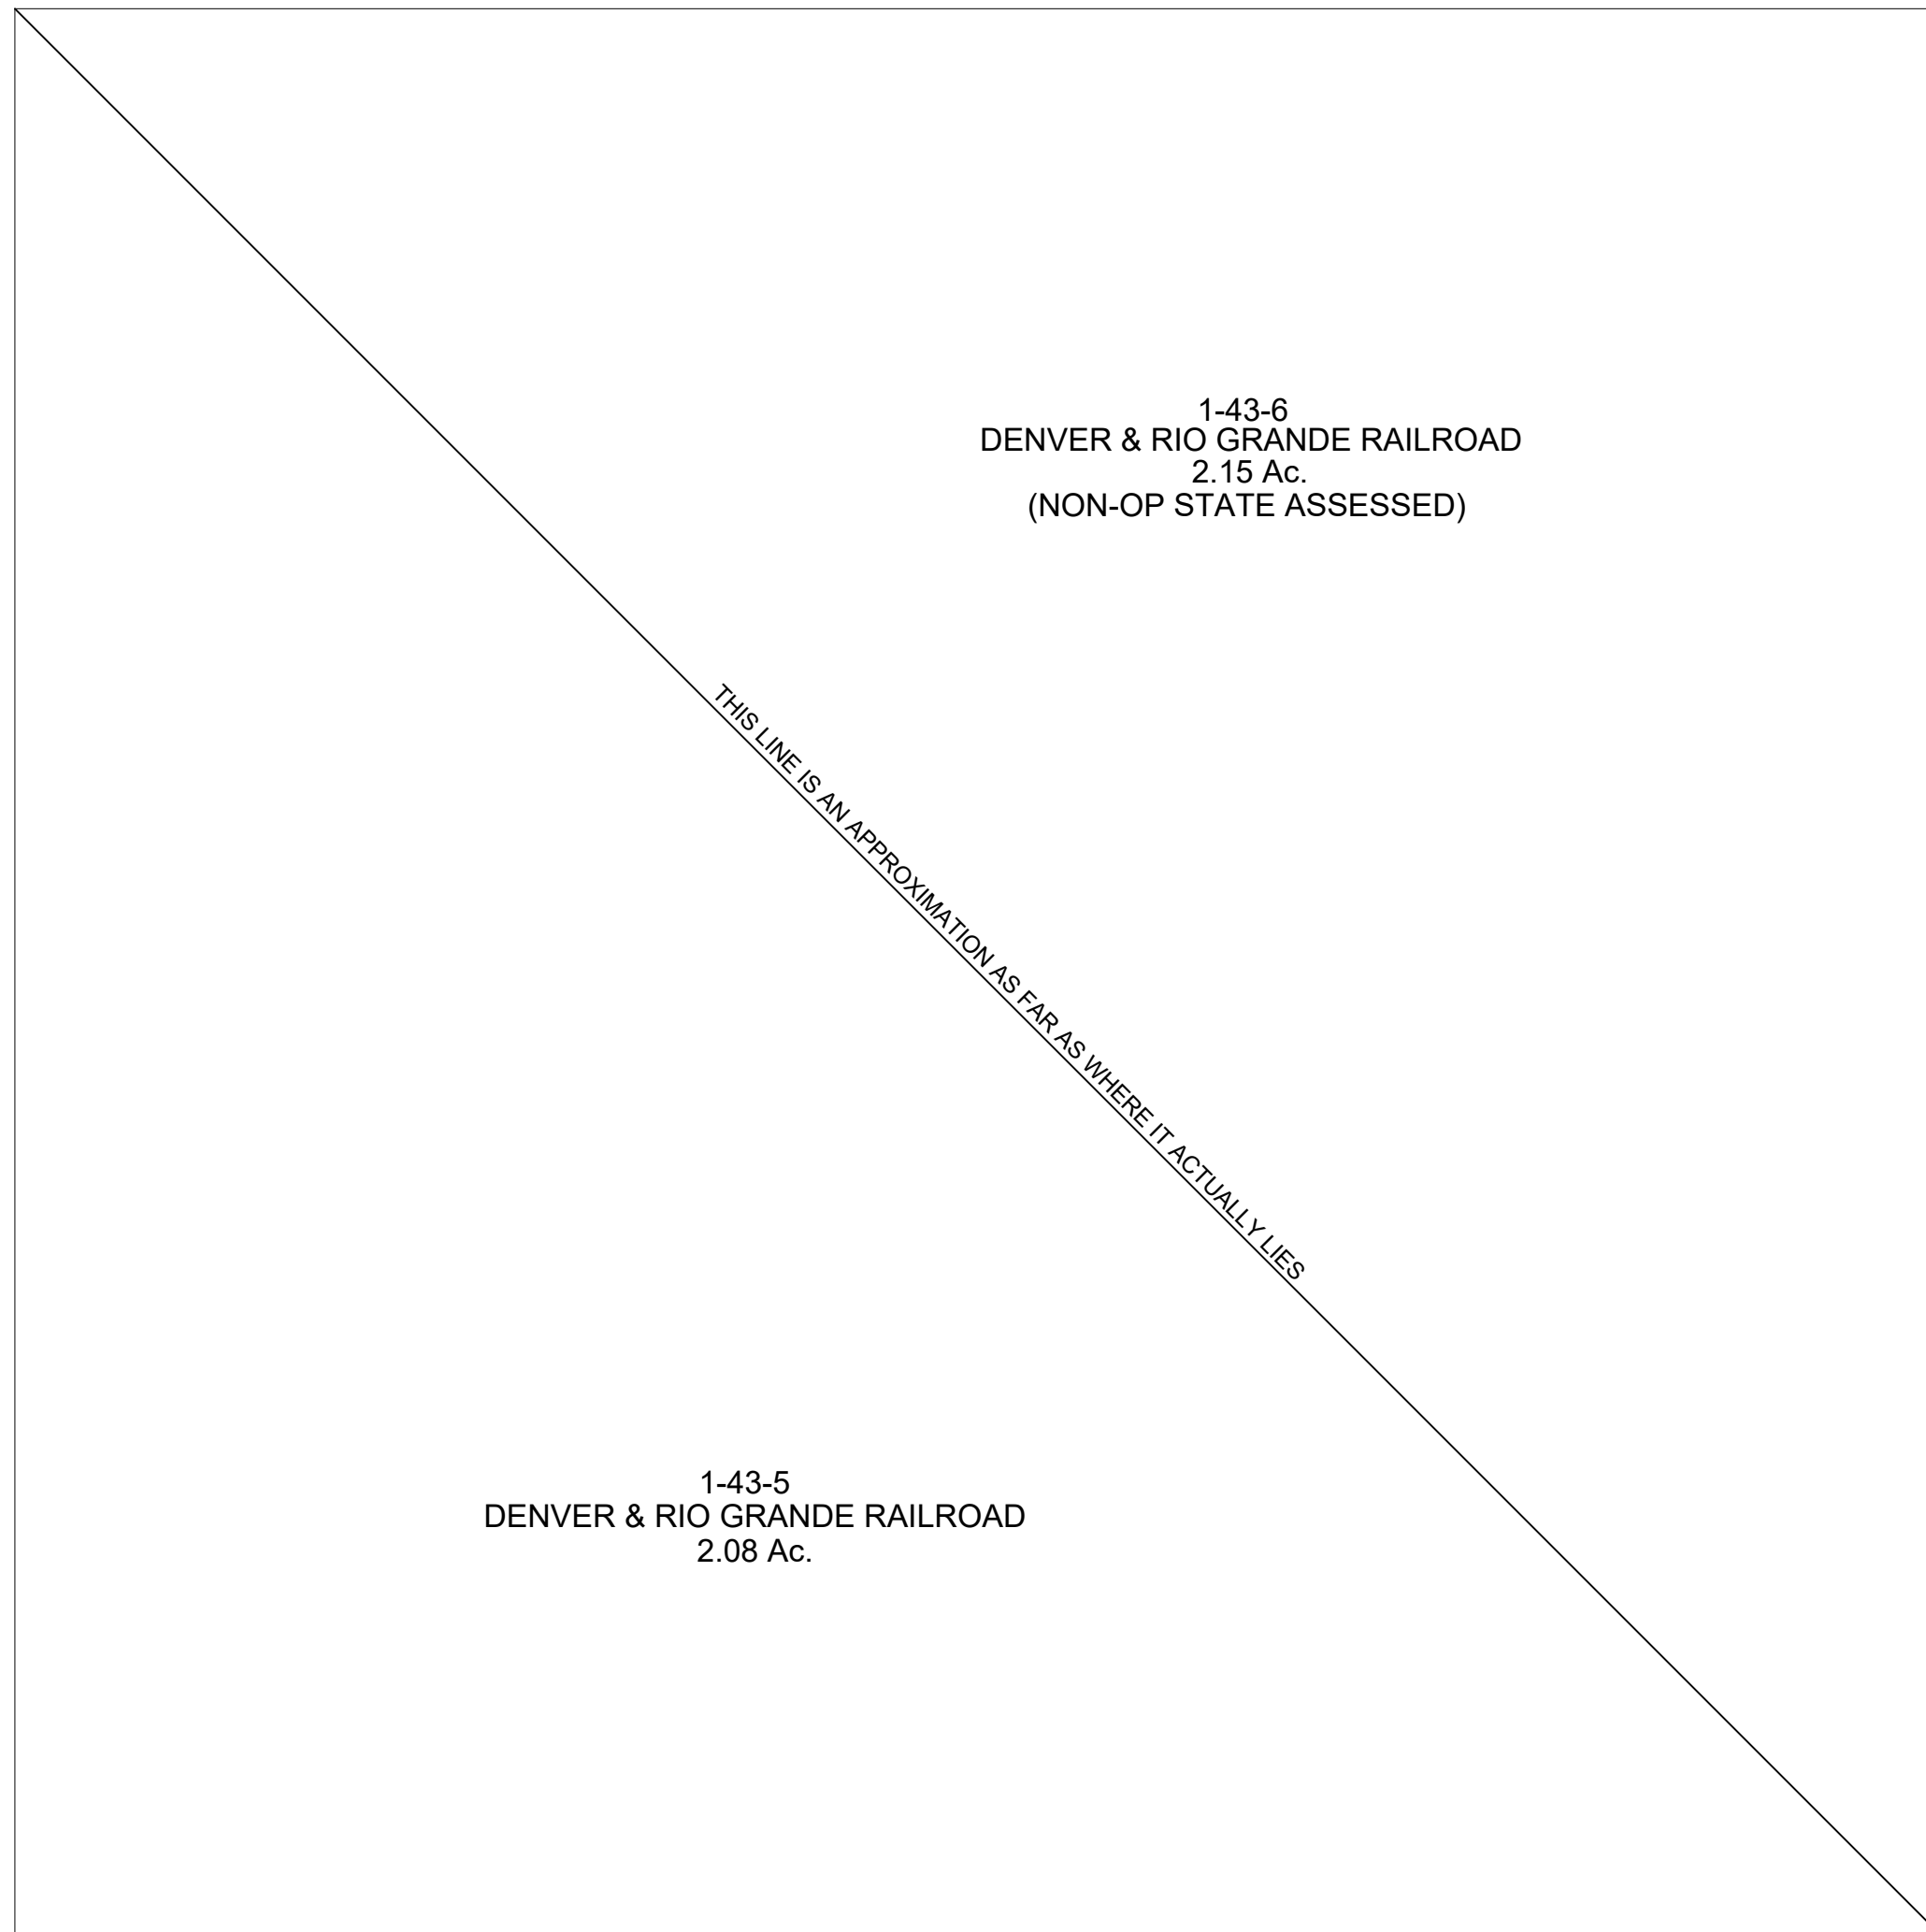 1-43-6
DENVER & RIO GRANDE RAILROAD
2.15 Ac.
(NON-OP STATE ASSESSED)
THIS LINE IS AN APPROXIMATION AS FAR AS WHERE IT ACTUALLY LIES
1-43-5
DENVER & RIO GRANDE RAILROAD
2.08 Ac.